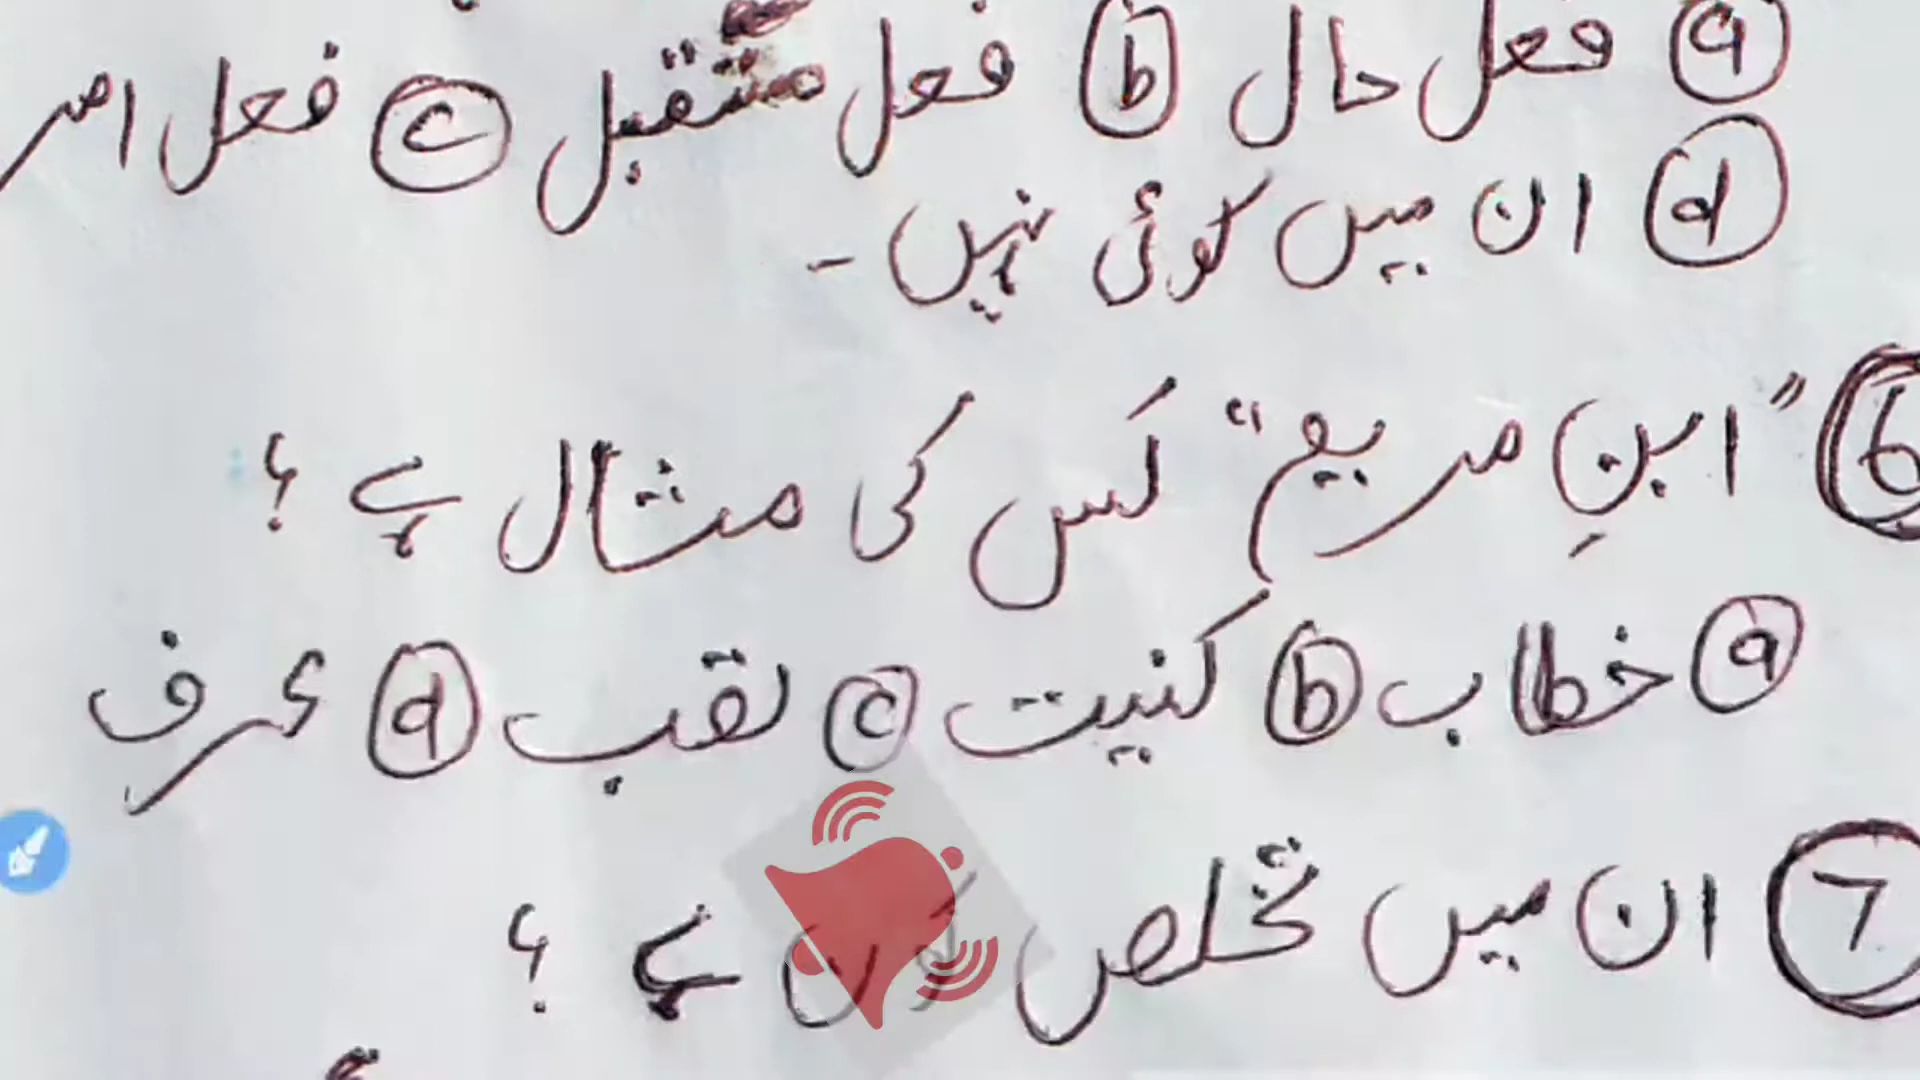 ⓐ فعل حال ⓑ فعل مستقبل ⓒ فعل امر
ⓓ ان میں کوئی نہیں ۔
⑥ "ابنِ مریم" کس کی مثال ہے ؟
ⓐ خطاب ⓑ کنیت ⓒ لقب ⓓ عرف
⑦ ان میں تخلص ہے ؟